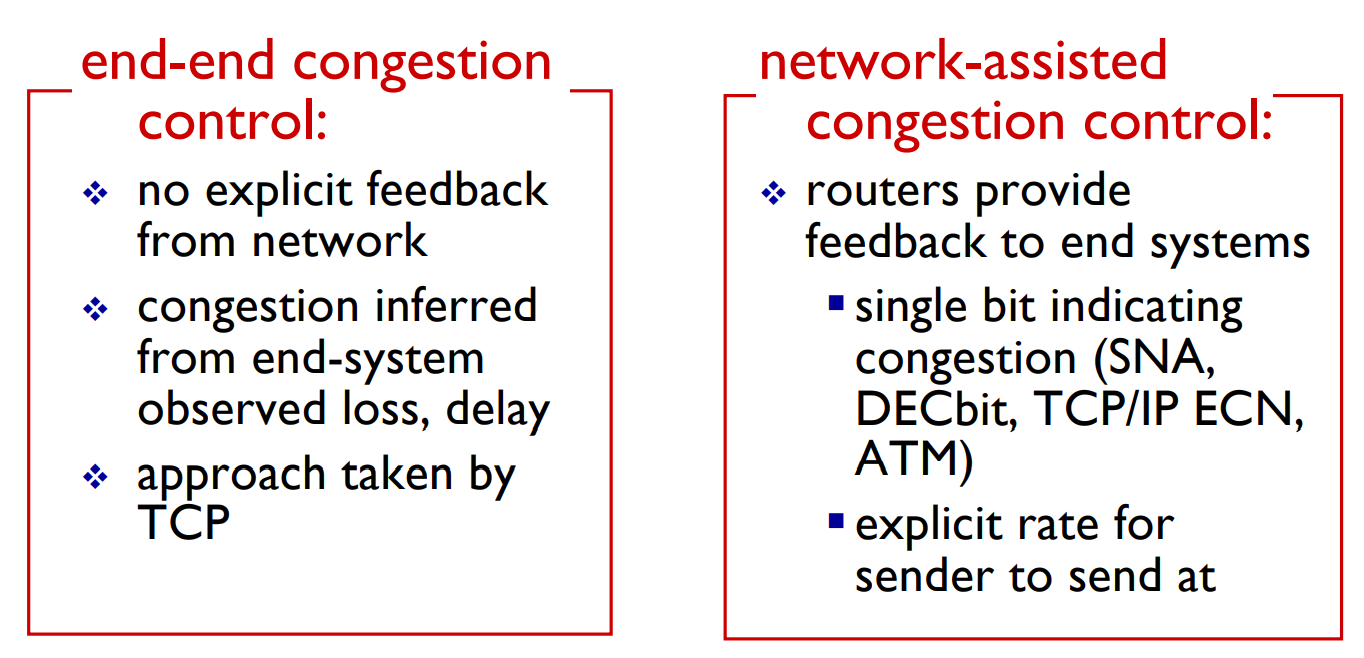 end-end congestion
control:
no explicit feedback
from network
congestion inferred
from end-system
observed loss, delay
approach taken by
TCP
network-assisted
congestion control:
routers provide
feedback to end systems
single bit indicating
congestion (SNA,
DECbit, TCP/IP ECN,
ATM)
explicit rate for
sender to send at